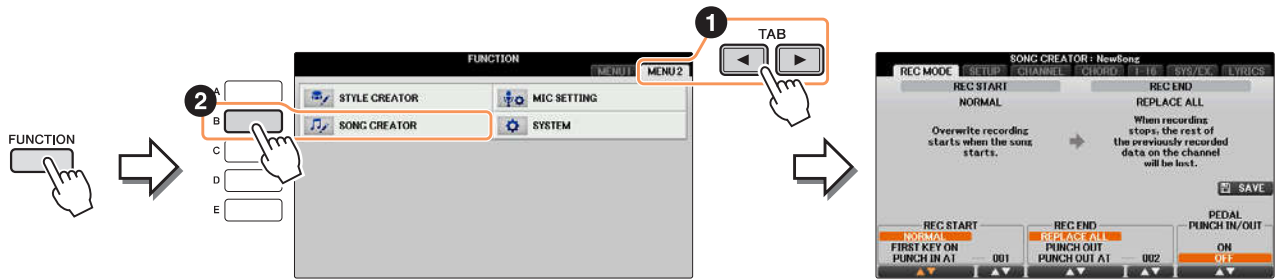 FUNCTION
A
B
C
D
E
2
FUNCTION
MENU1 MENU2
STYLE CREATOR
MIC SETTING
SONG CREATOR
SYSTEM
1
TAB
SONG CREATOR : NewSong
REC MODE SETUP CHANNEL CHORD 1-16 SYS/EX. LYRICS
REC START
NORMAL
Overwrite recording
starts when the song
starts.
REC END
REPLACE ALL
When recording
stops, the rest of
the previously recorded
data on the channel
will be lost.
SAVE
REC START
NORMAL
FIRST KEY ON
PUNCH IN AT 001
REC END
REPLACE ALL
PUNCH OUT
PUNCH OUT AT 002
PEDAL
PUNCH IN/OUT
ON
OFF